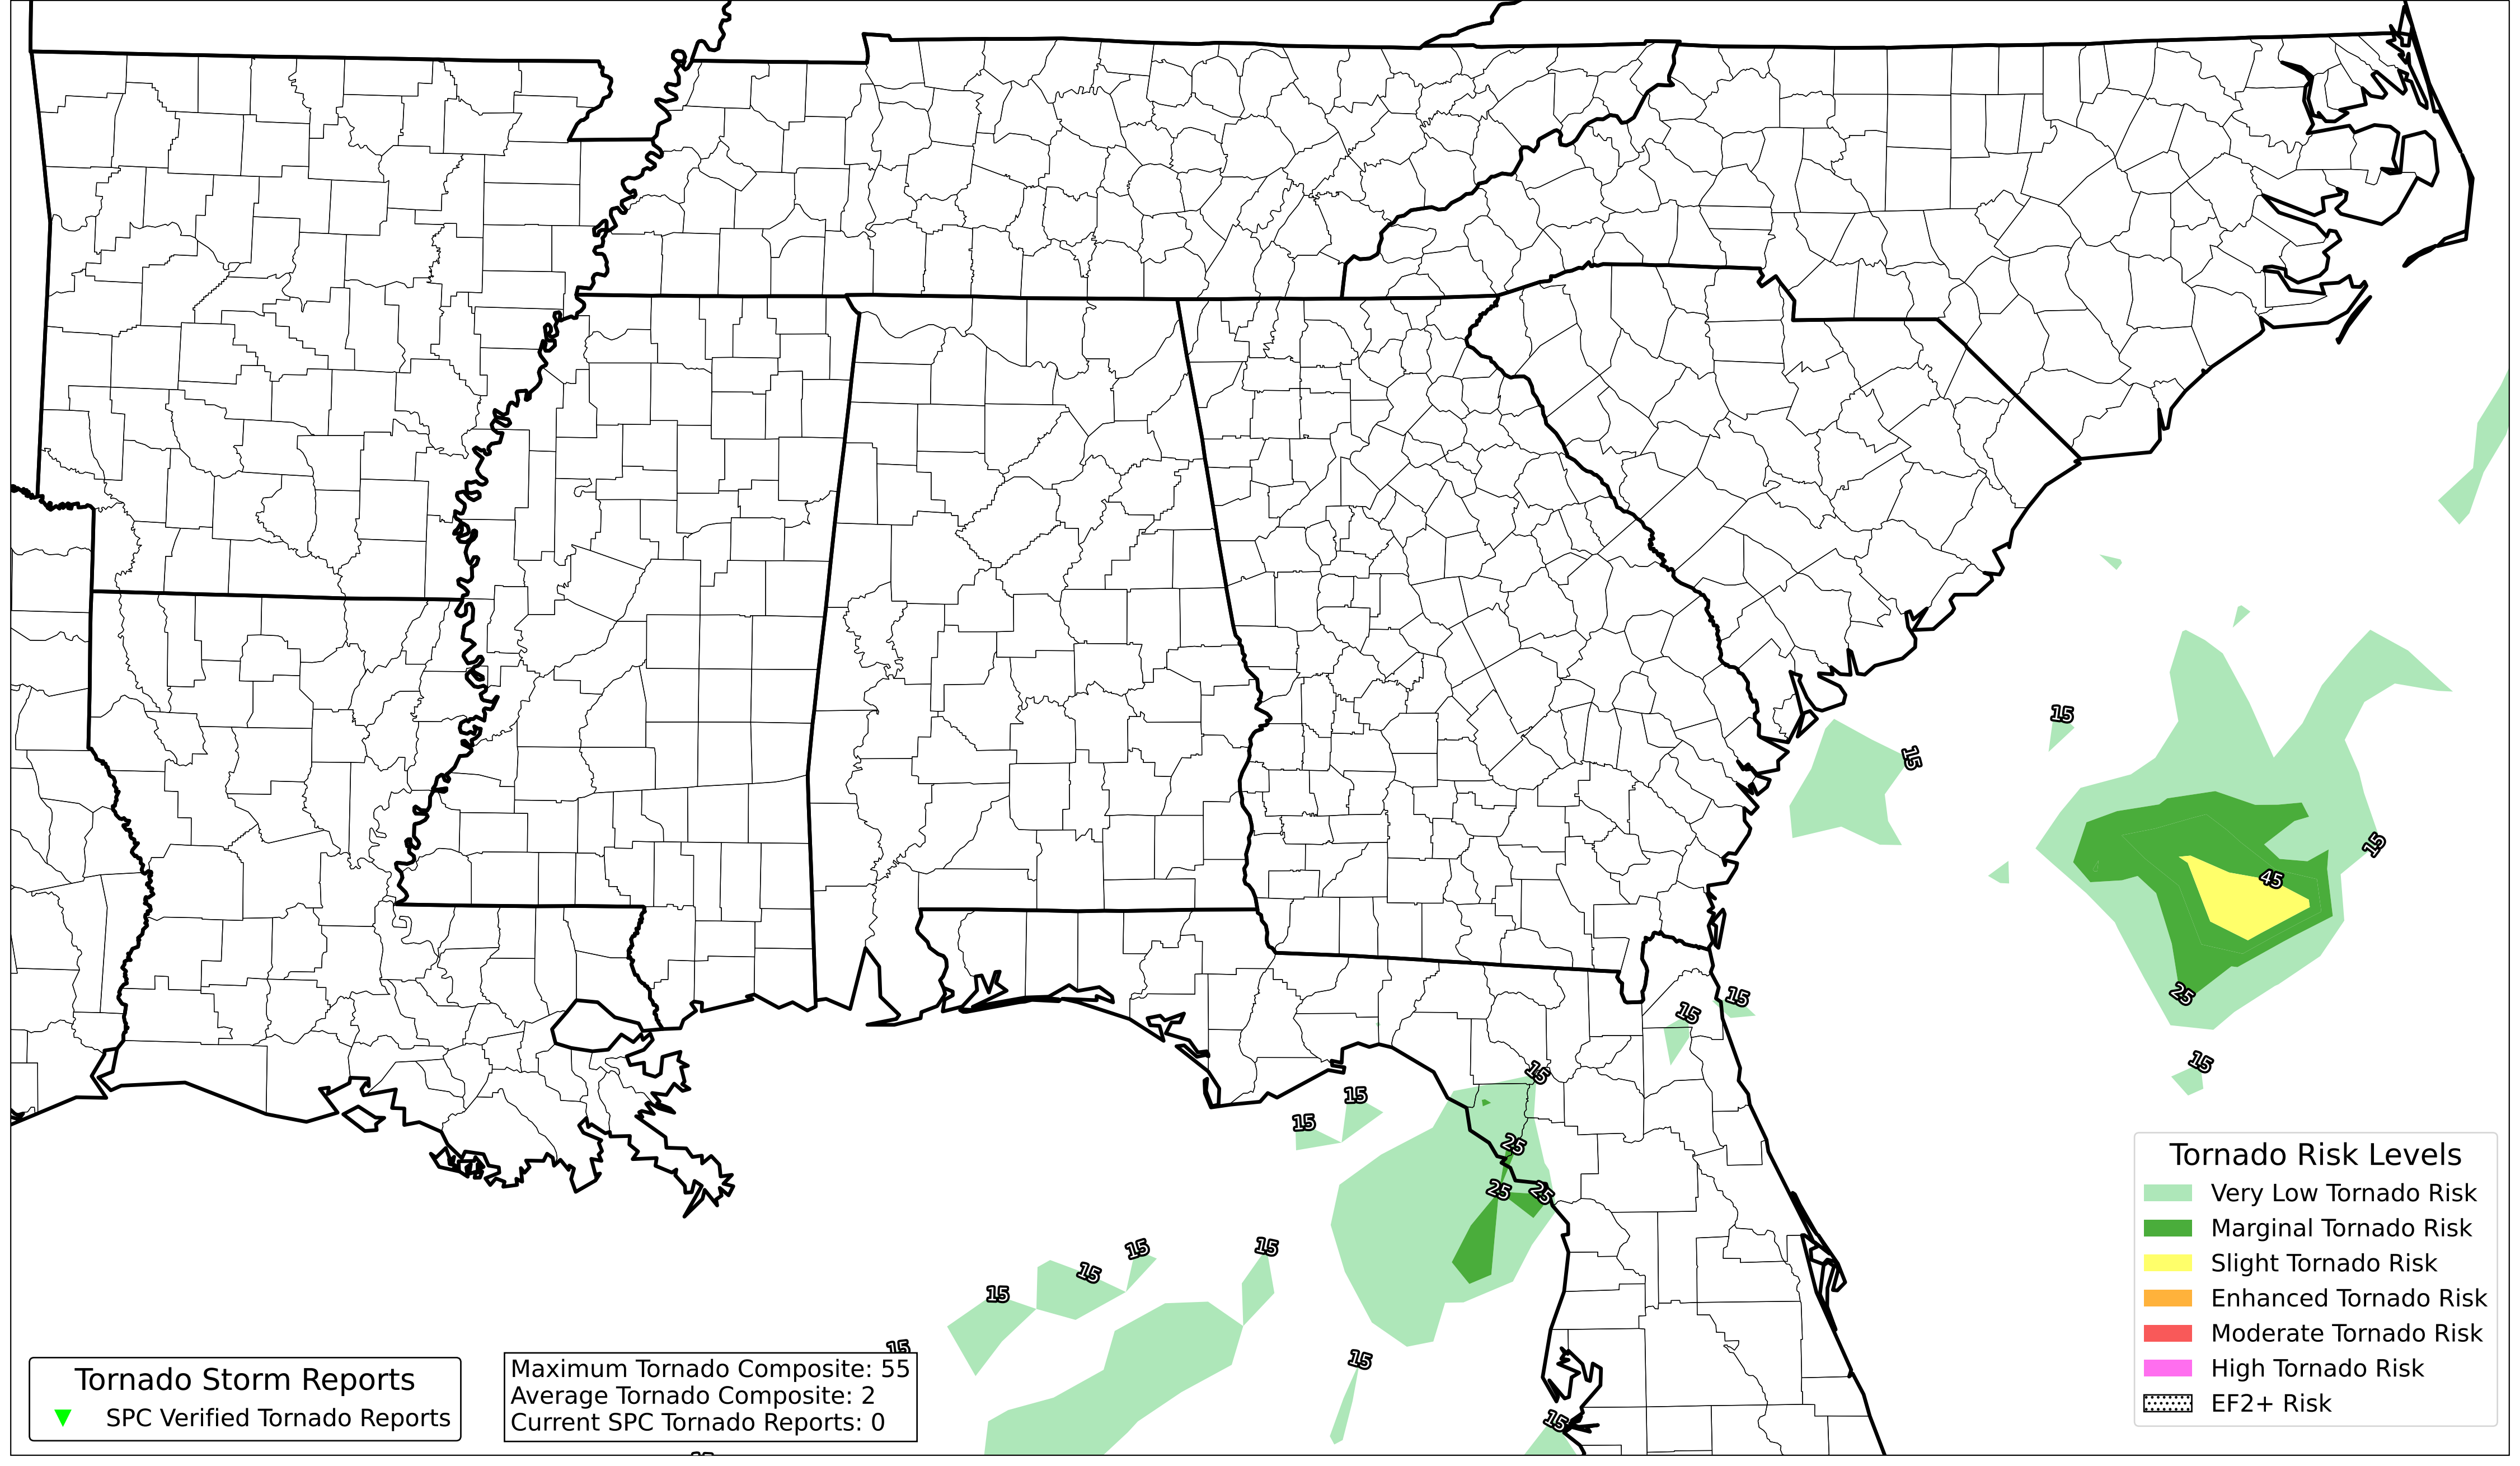 15
15
15
45
25
15
15
15
15
25
25
25
15
15
15
15
15
15
15
15
15
15
Tornado Risk Levels
Very Low Tornado Risk
Marginal Tornado Risk
Slight Tornado Risk
Enhanced Tornado Risk
Moderate Tornado Risk
High Tornado Risk
EF2+ Risk
Tornado Storm Reports
SPC Verified Tornado Reports
Maximum Tornado Composite: 55
Average Tornado Composite: 2
Current SPC Tornado Reports: 0